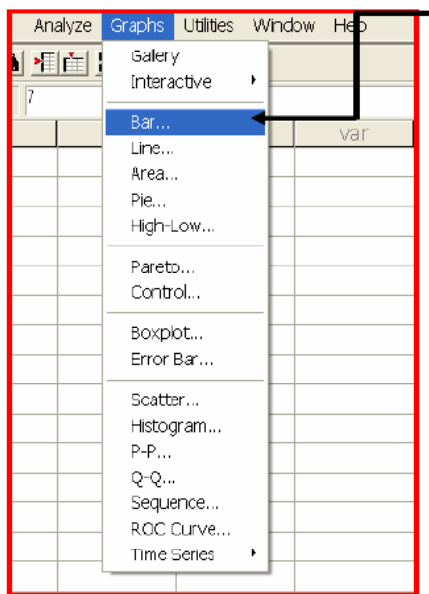 Analyze Graphs Utilities Window Help
7
var
Galery
Interactive
Bar...
Line...
Area...
Pie...
High-Low...
Pareto...
Control...
Boxplot...
Error Bar...
Scatter...
Histogram...
P-P...
Q-Q...
Sequence...
ROC Curve...
Time Series